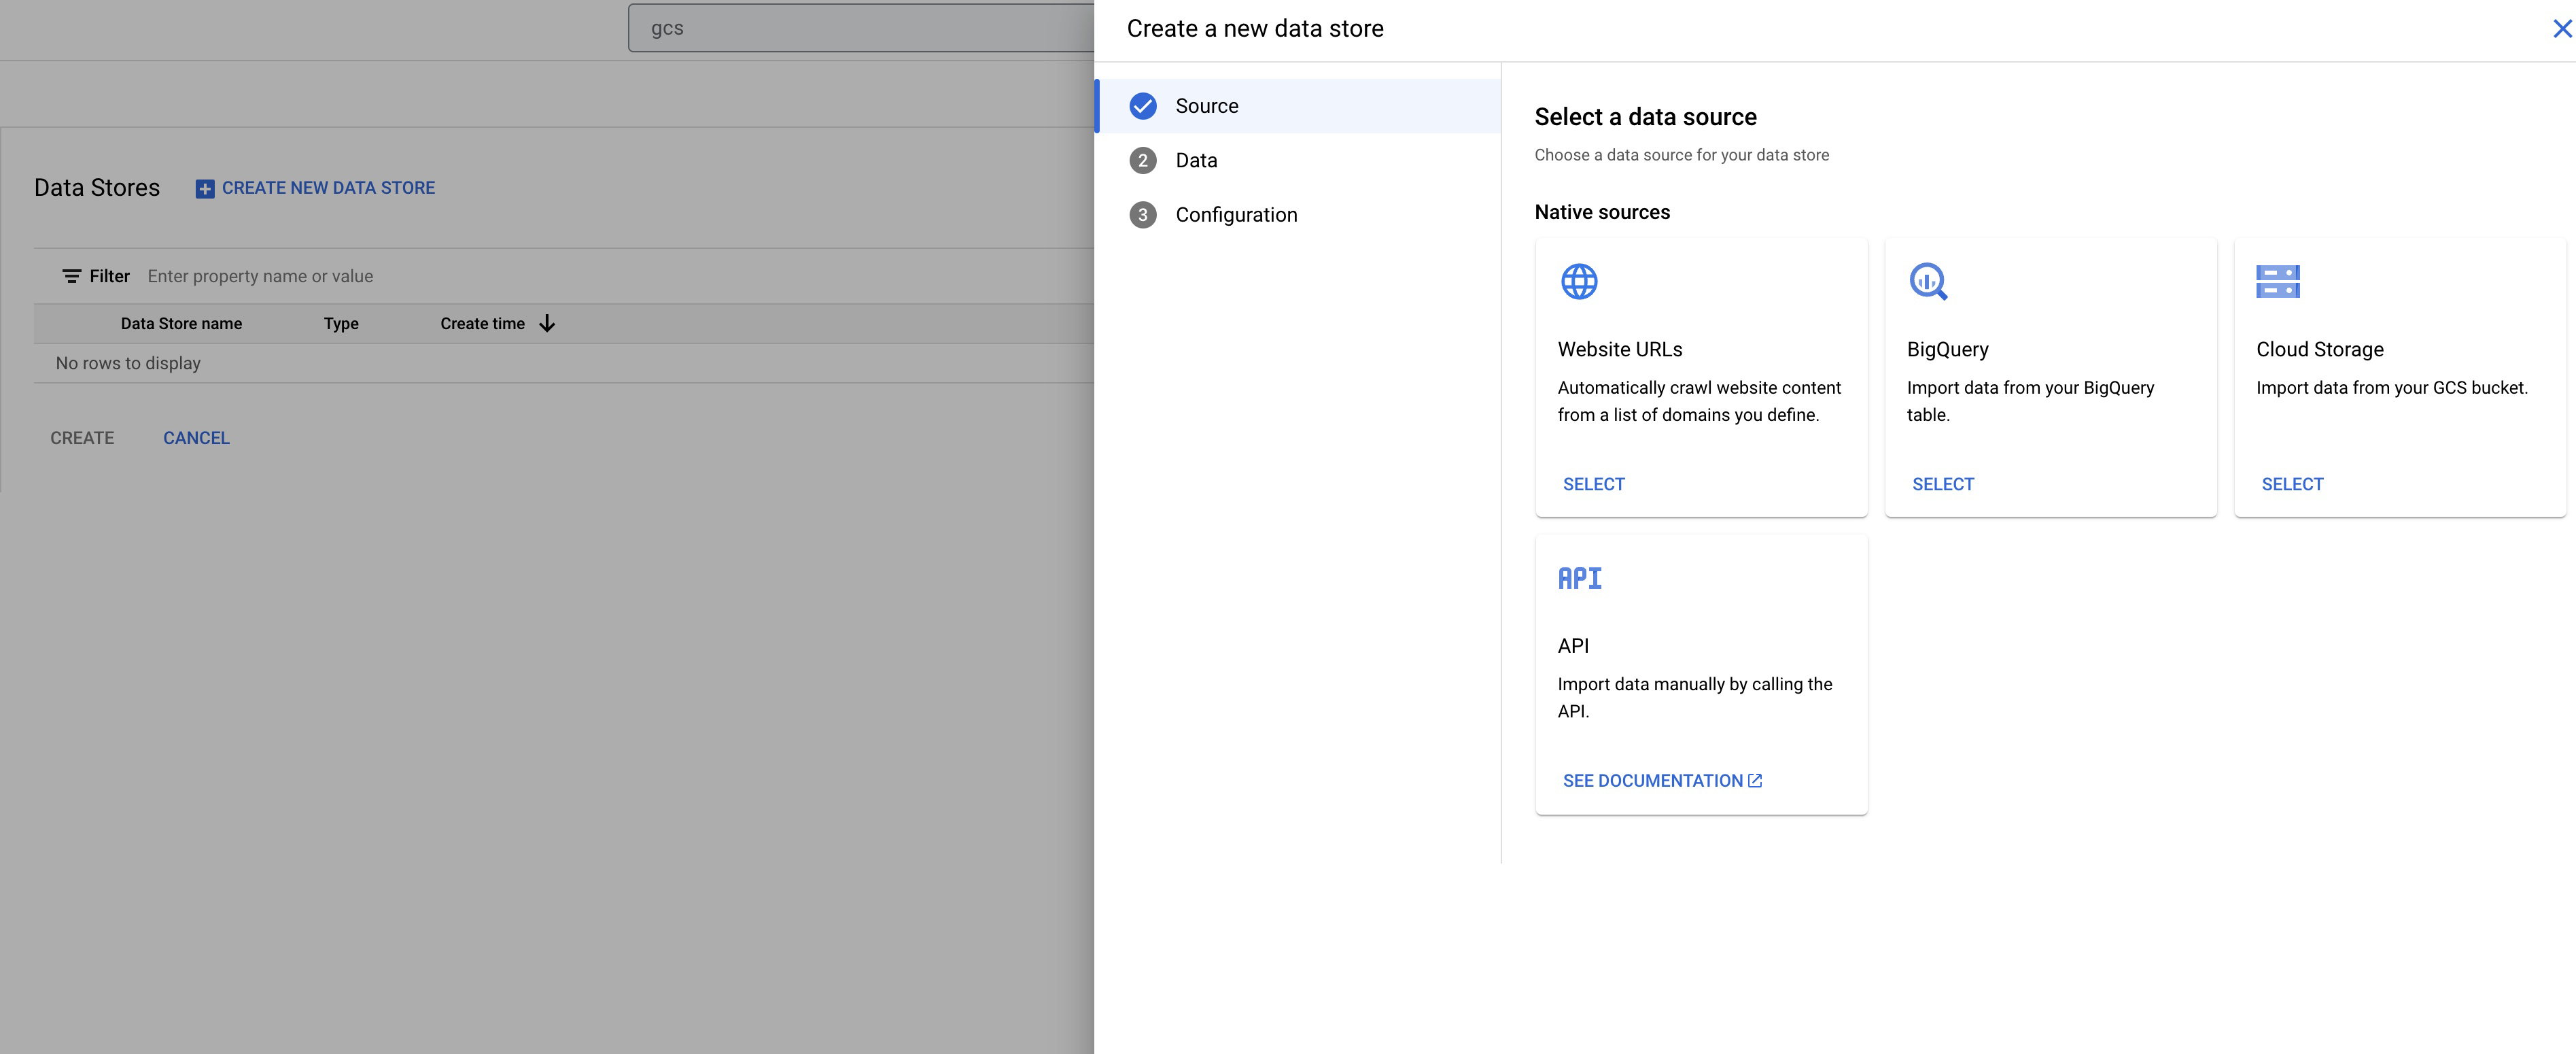 gcs
Data Stores
CREATE NEW DATA STORE
Filter Enter property name or value
Data Store name Type Create time
No rows to display
CREATE CANCEL
Create a new data store
Source
2 Data
3 Configuration
Select a data source
Choose a data source for your data store
Native sources
Website URLs
Automatically crawl website content
from a list of domains you define.
SELECT
BigQuery
Import data from your BigQuery
table.
SELECT
Cloud Storage
Import data from your GCS bucket.
SELECT
API
API
Import data manually by calling the
API.
SEE DOCUMENTATION